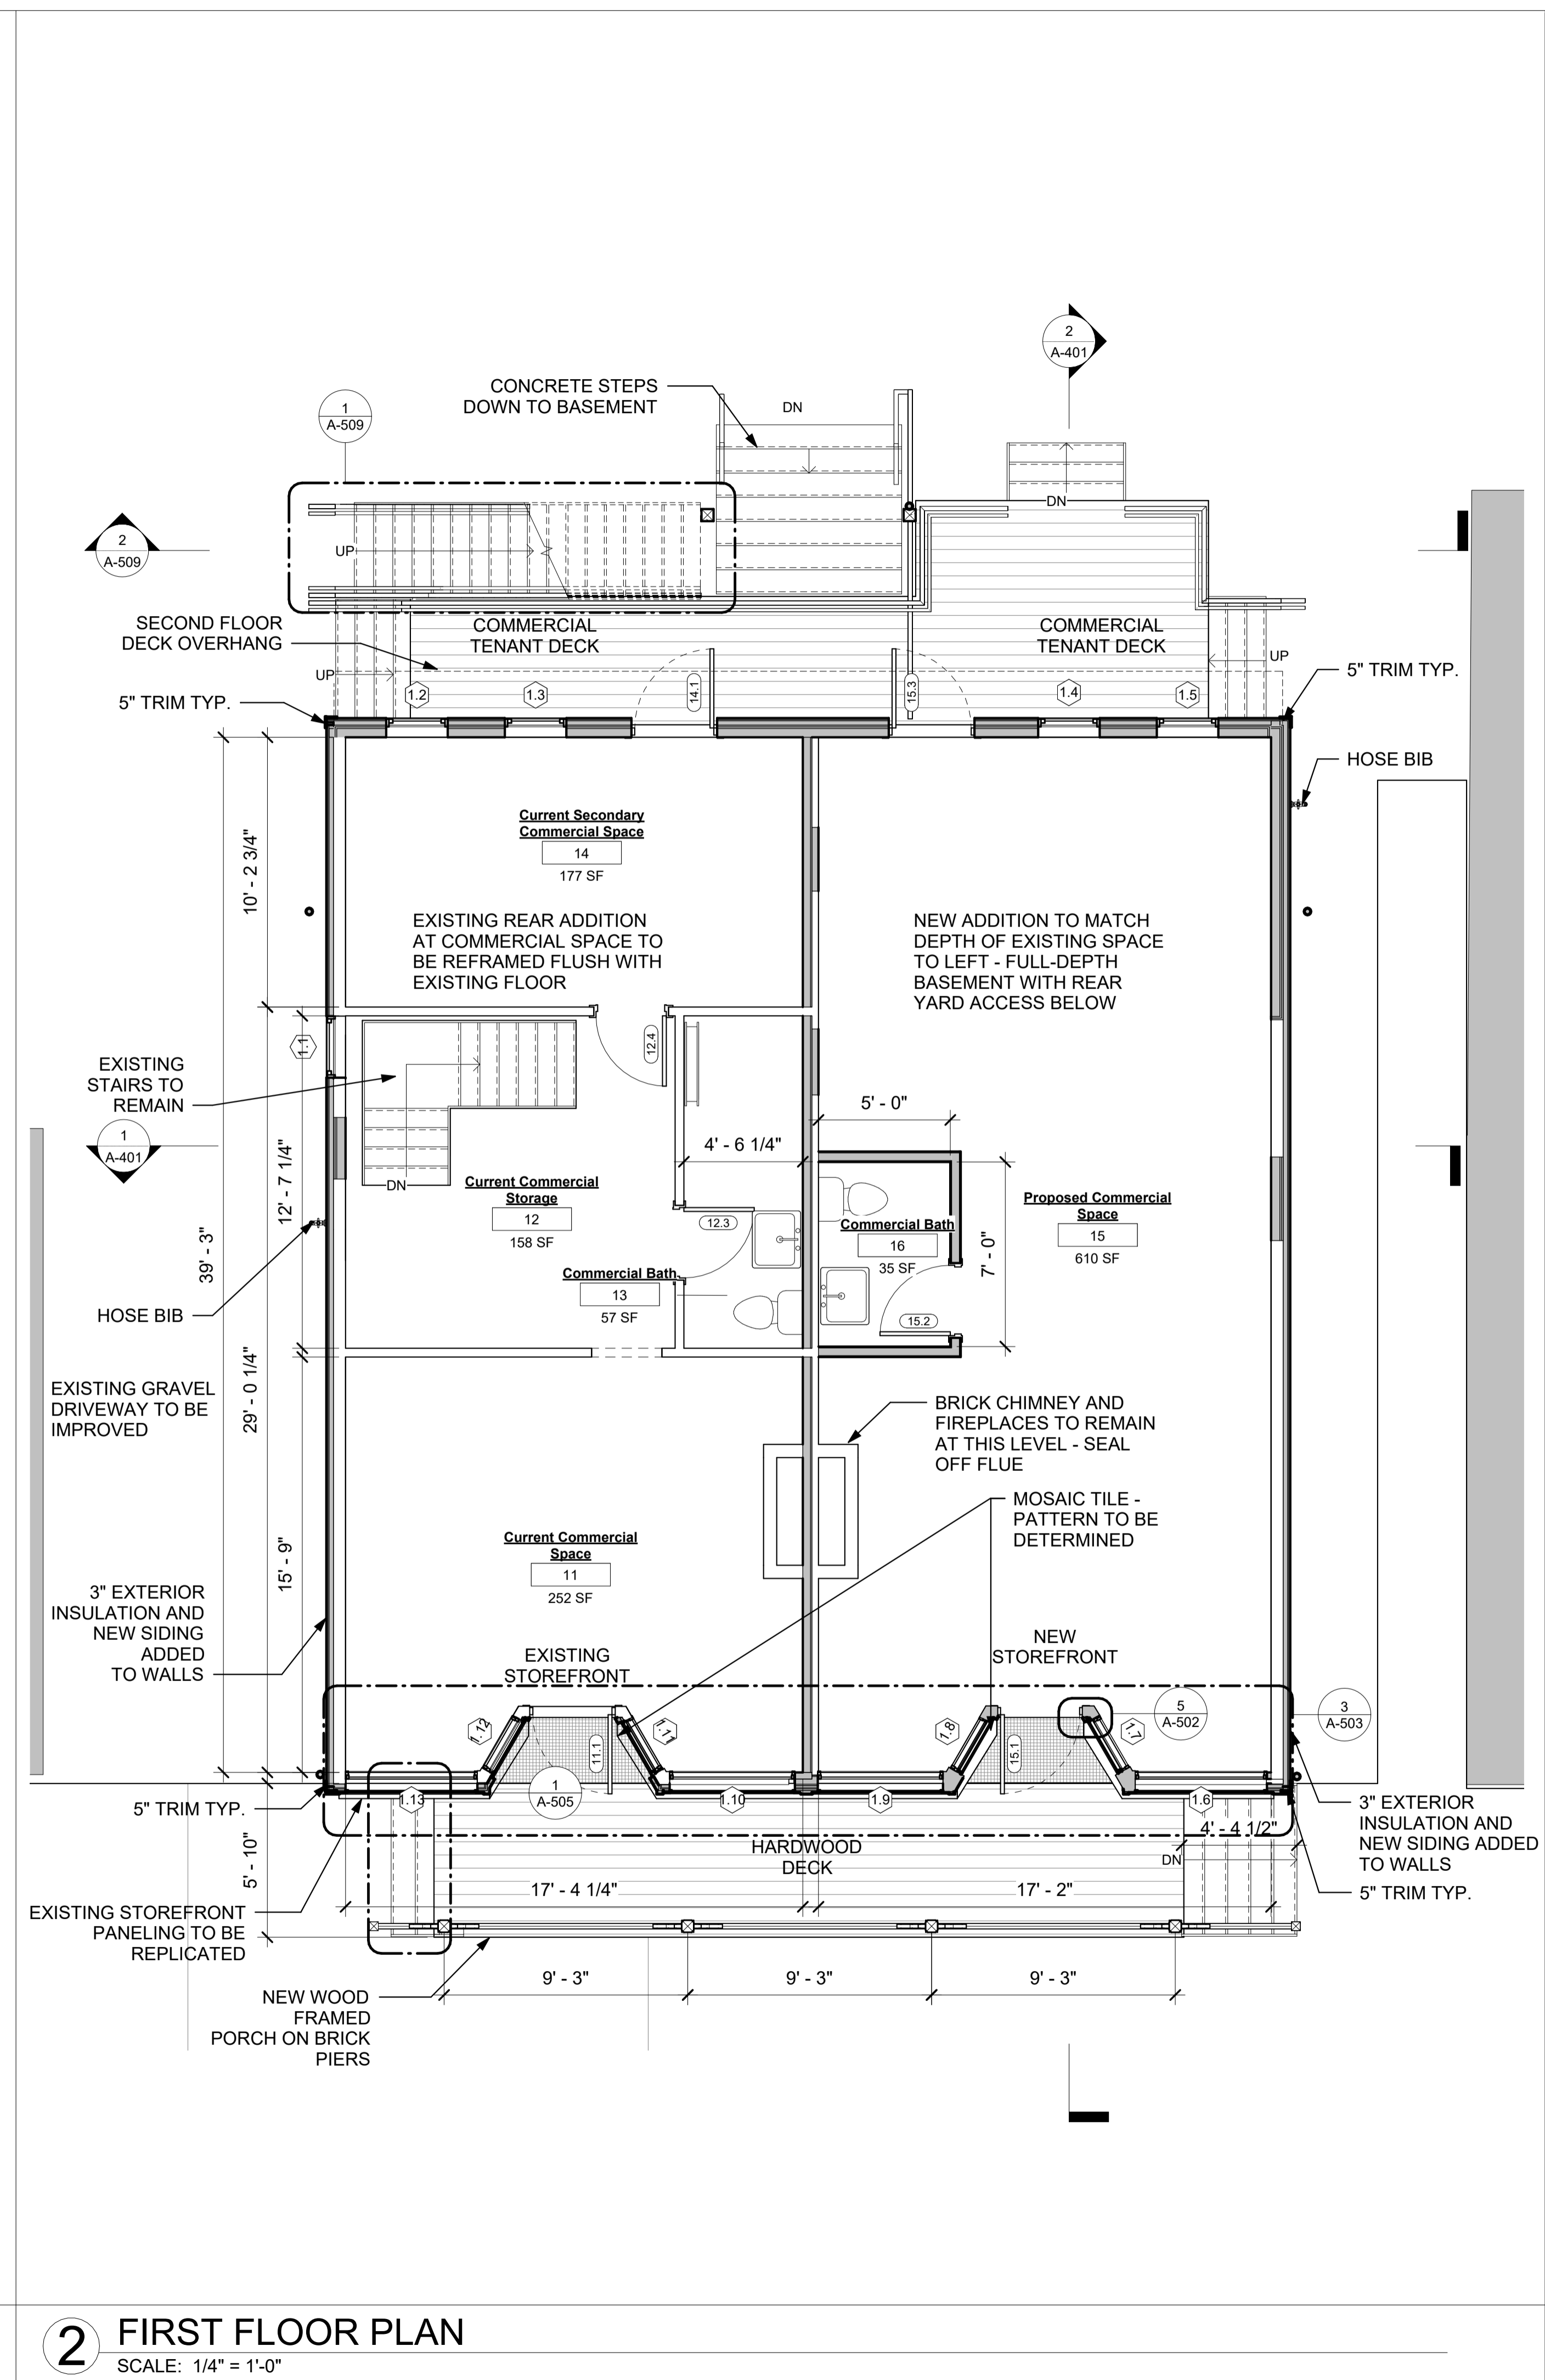 2
A-401
CONCRETE STEPS
DOWN TO BASEMENT
DN
1
A-509
DN
2
A-509
UP
SECOND FLOOR
DECK OVERHANG
COMMERCIAL
TENANT DECK
COMMERCIAL
TENANT DECK
UP
UP
5" TRIM TYP.
5" TRIM TYP.
1.2
1.3
14.1
15.3
1.4
1.5
HOSE BIB
Current Secondary
Commercial Space
14
177 SF
10' - 2 3/4"
EXISTING REAR ADDITION
AT COMMERCIAL SPACE TO
BE REFRAMED FLUSH WITH
EXISTING FLOOR
NEW ADDITION TO MATCH
DEPTH OF EXISTING SPACE
TO LEFT - FULL-DEPTH
BASEMENT WITH REAR
YARD ACCESS BELOW
1.1
12.4
EXISTING
STAIRS TO
REMAIN
5' - 0"
1
A-401
4' - 6 1/4"
12' - 7 1/4"
DN
Current Commercial
Storage
12
158 SF
12.3
Commercial Bath
16
35 SF
7' - 0"
Proposed Commercial
Space
15
610 SF
39' - 3"
Commercial Bath
13
57 SF
15.2
HOSE BIB
EXISTING GRAVEL
DRIVEWAY TO BE
IMPROVED
29' - 0 1/4"
BRICK CHIMNEY AND
FIREPLACES TO REMAIN
AT THIS LEVEL - SEAL
OFF FLUE
MOSAIC TILE -
PATTERN TO BE
DETERMINED
15' - 9"
Current Commercial
Space
11
252 SF
3" EXTERIOR
INSULATION AND
NEW SIDING
ADDED
TO WALLS
EXISTING
STOREFRONT
NEW
STOREFRONT
5
A-502
3
A-503
1.12
11.1
1.11
1.8
15.1
1.7
1
A-505
5" TRIM TYP.
1.13
1.10
1.9
1.6
4' - 4 1/2"
3" EXTERIOR
INSULATION AND
NEW SIDING ADDED
TO WALLS
HARDWOOD
DECK
DN
5' - 10"
17' - 4 1/4"
17' - 2"
5" TRIM TYP.
EXISTING STOREFRONT
PANELING TO BE
REPLICATED
9' - 3"
9' - 3"
9' - 3"
NEW WOOD
FRAMED
PORCH ON BRICK
PIERS
2
FIRST FLOOR PLAN
SCALE: 1/4" = 1'-0"